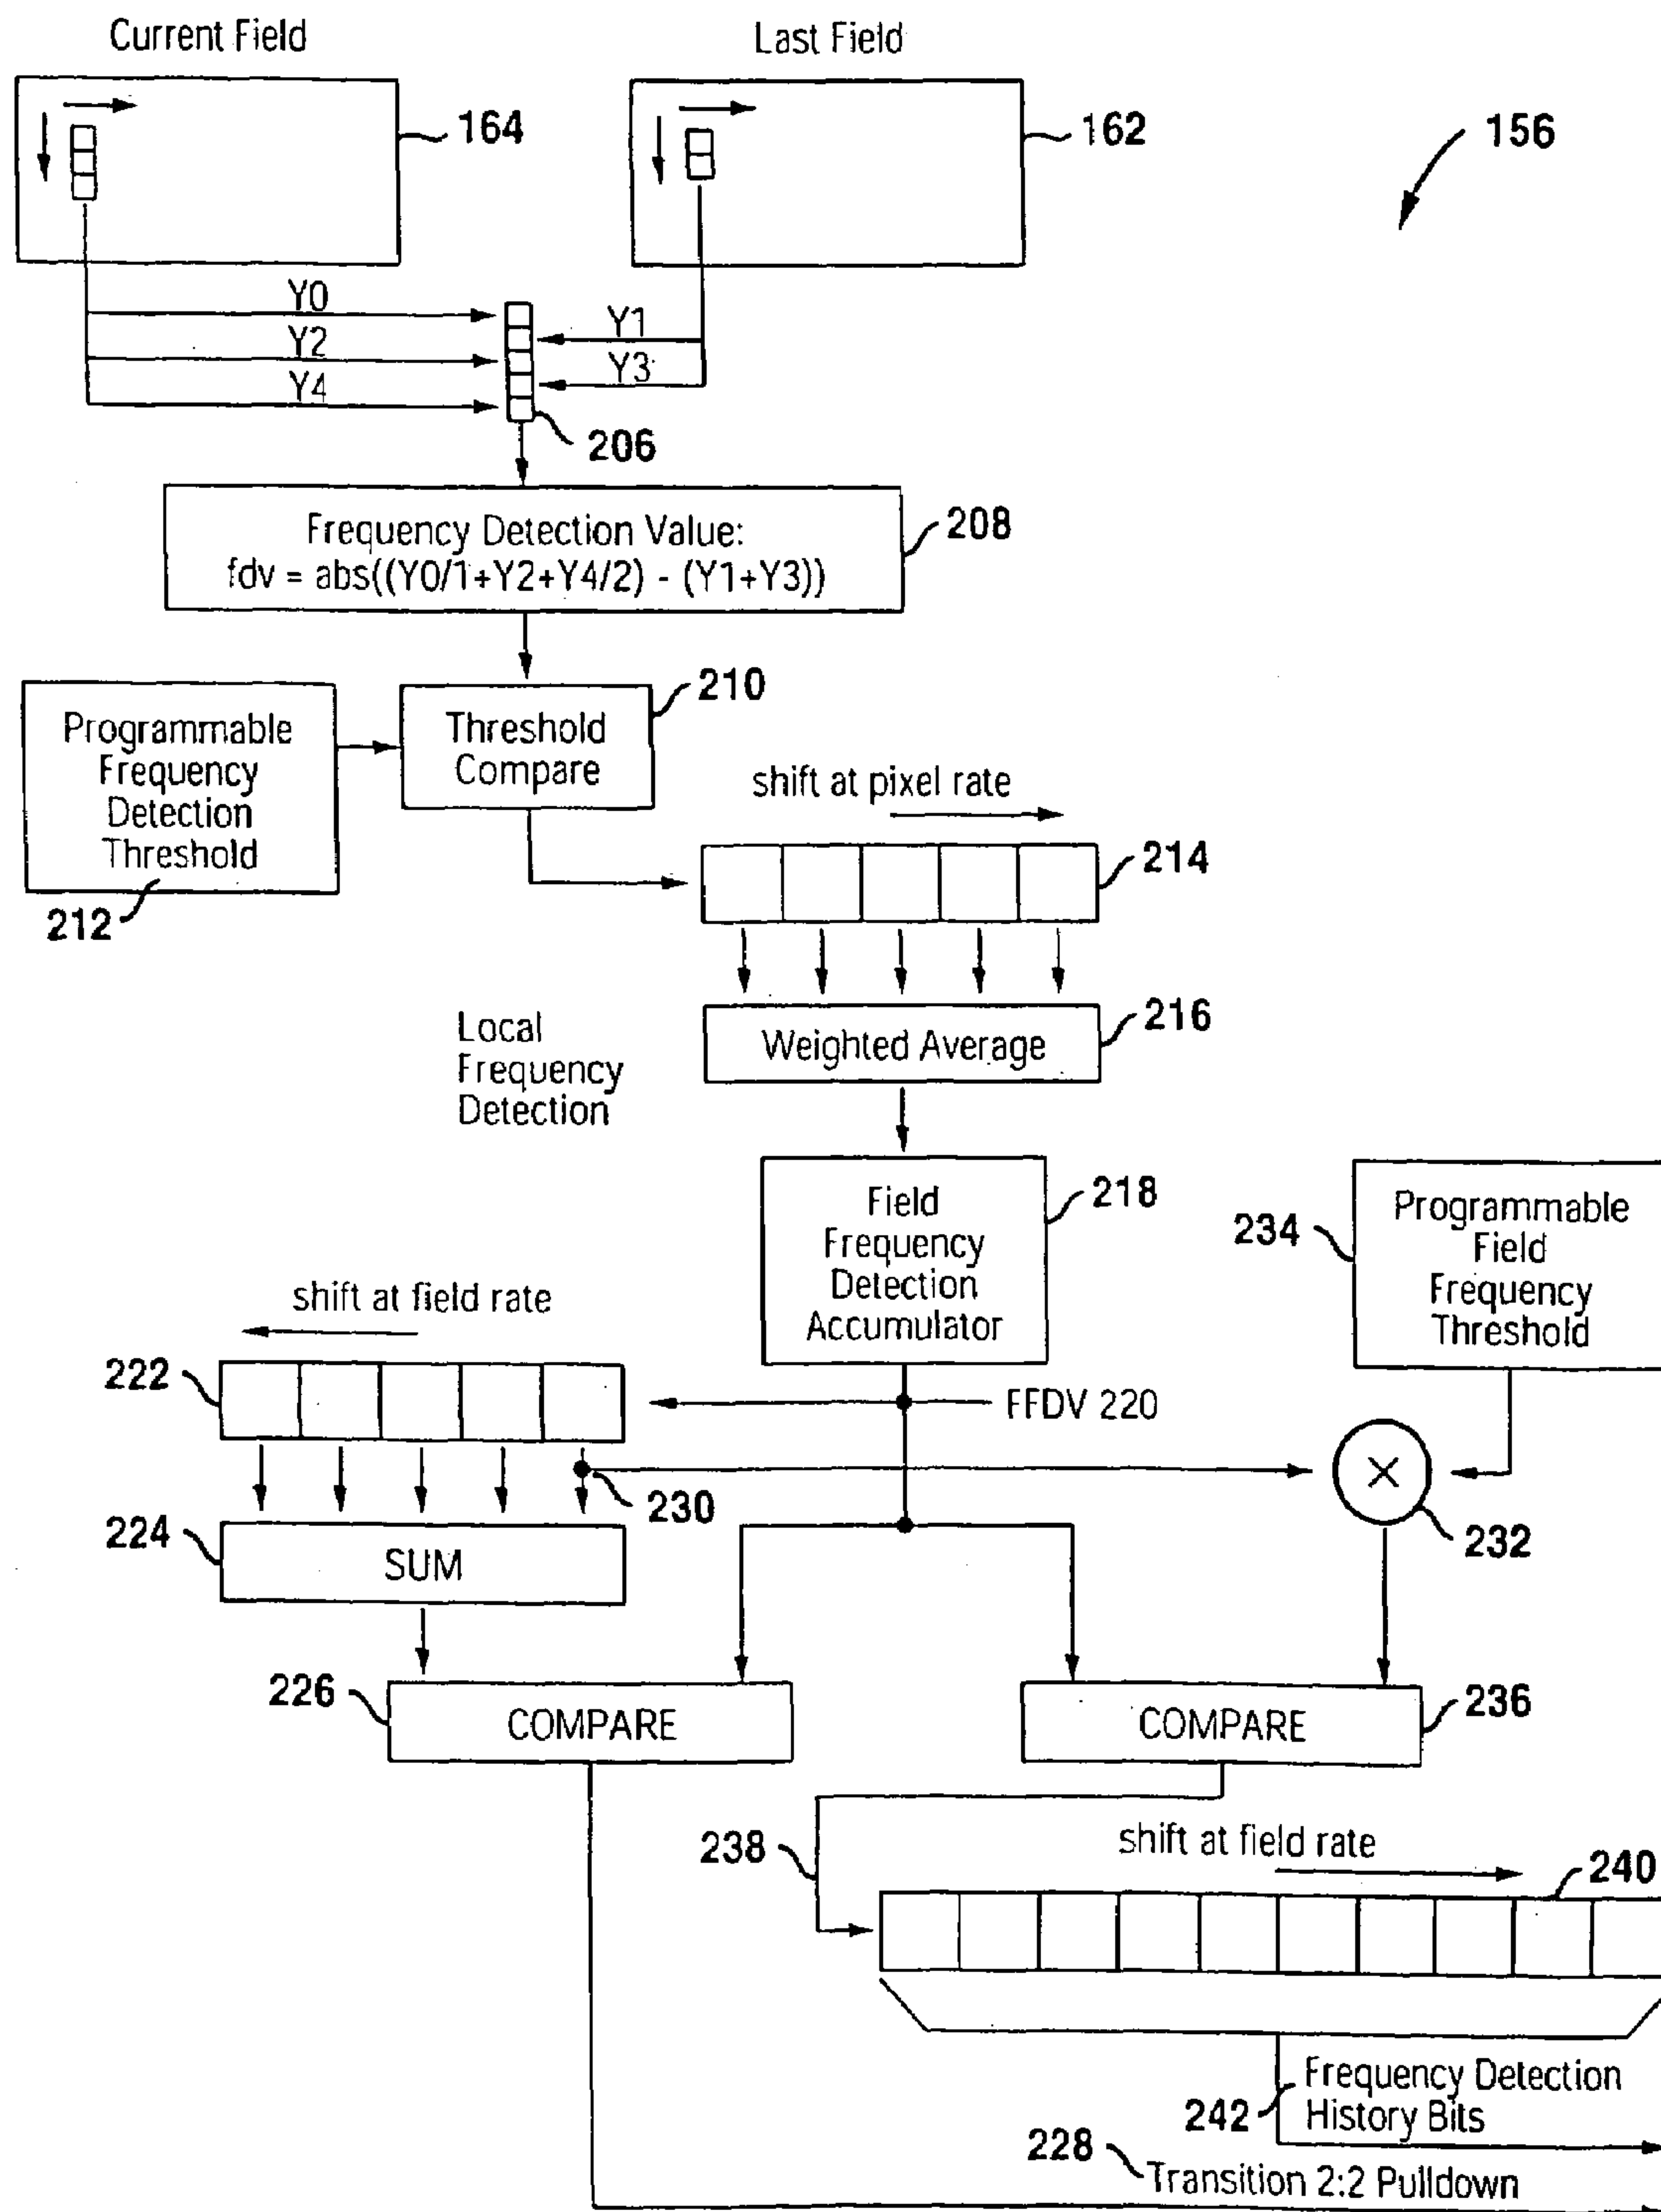 Current Field
Last Field
164
162
156
Y0
Y1
Y2
Y3
Y4
206
Frequency Detection Value:
fdv = abs((Y0/1+Y2+Y4/2) - (Y1+Y3))
208
210
Programmable
Frequency
Detection
Threshold
212
Threshold
Compare
shift at pixel rate
214
Local
Frequency
Detection
Weighted Average
216
Field
Frequency
Detection
Accumulator
218
234
Programmable
Field
Frequency
Threshold
shift at field rate
222
FFDV 220
230
232
224
SUM
226
COMPARE
COMPARE
236
238
shift at field rate
240
Frequency Detection
History Bits
242
228
Transition 2:2 Pulldown